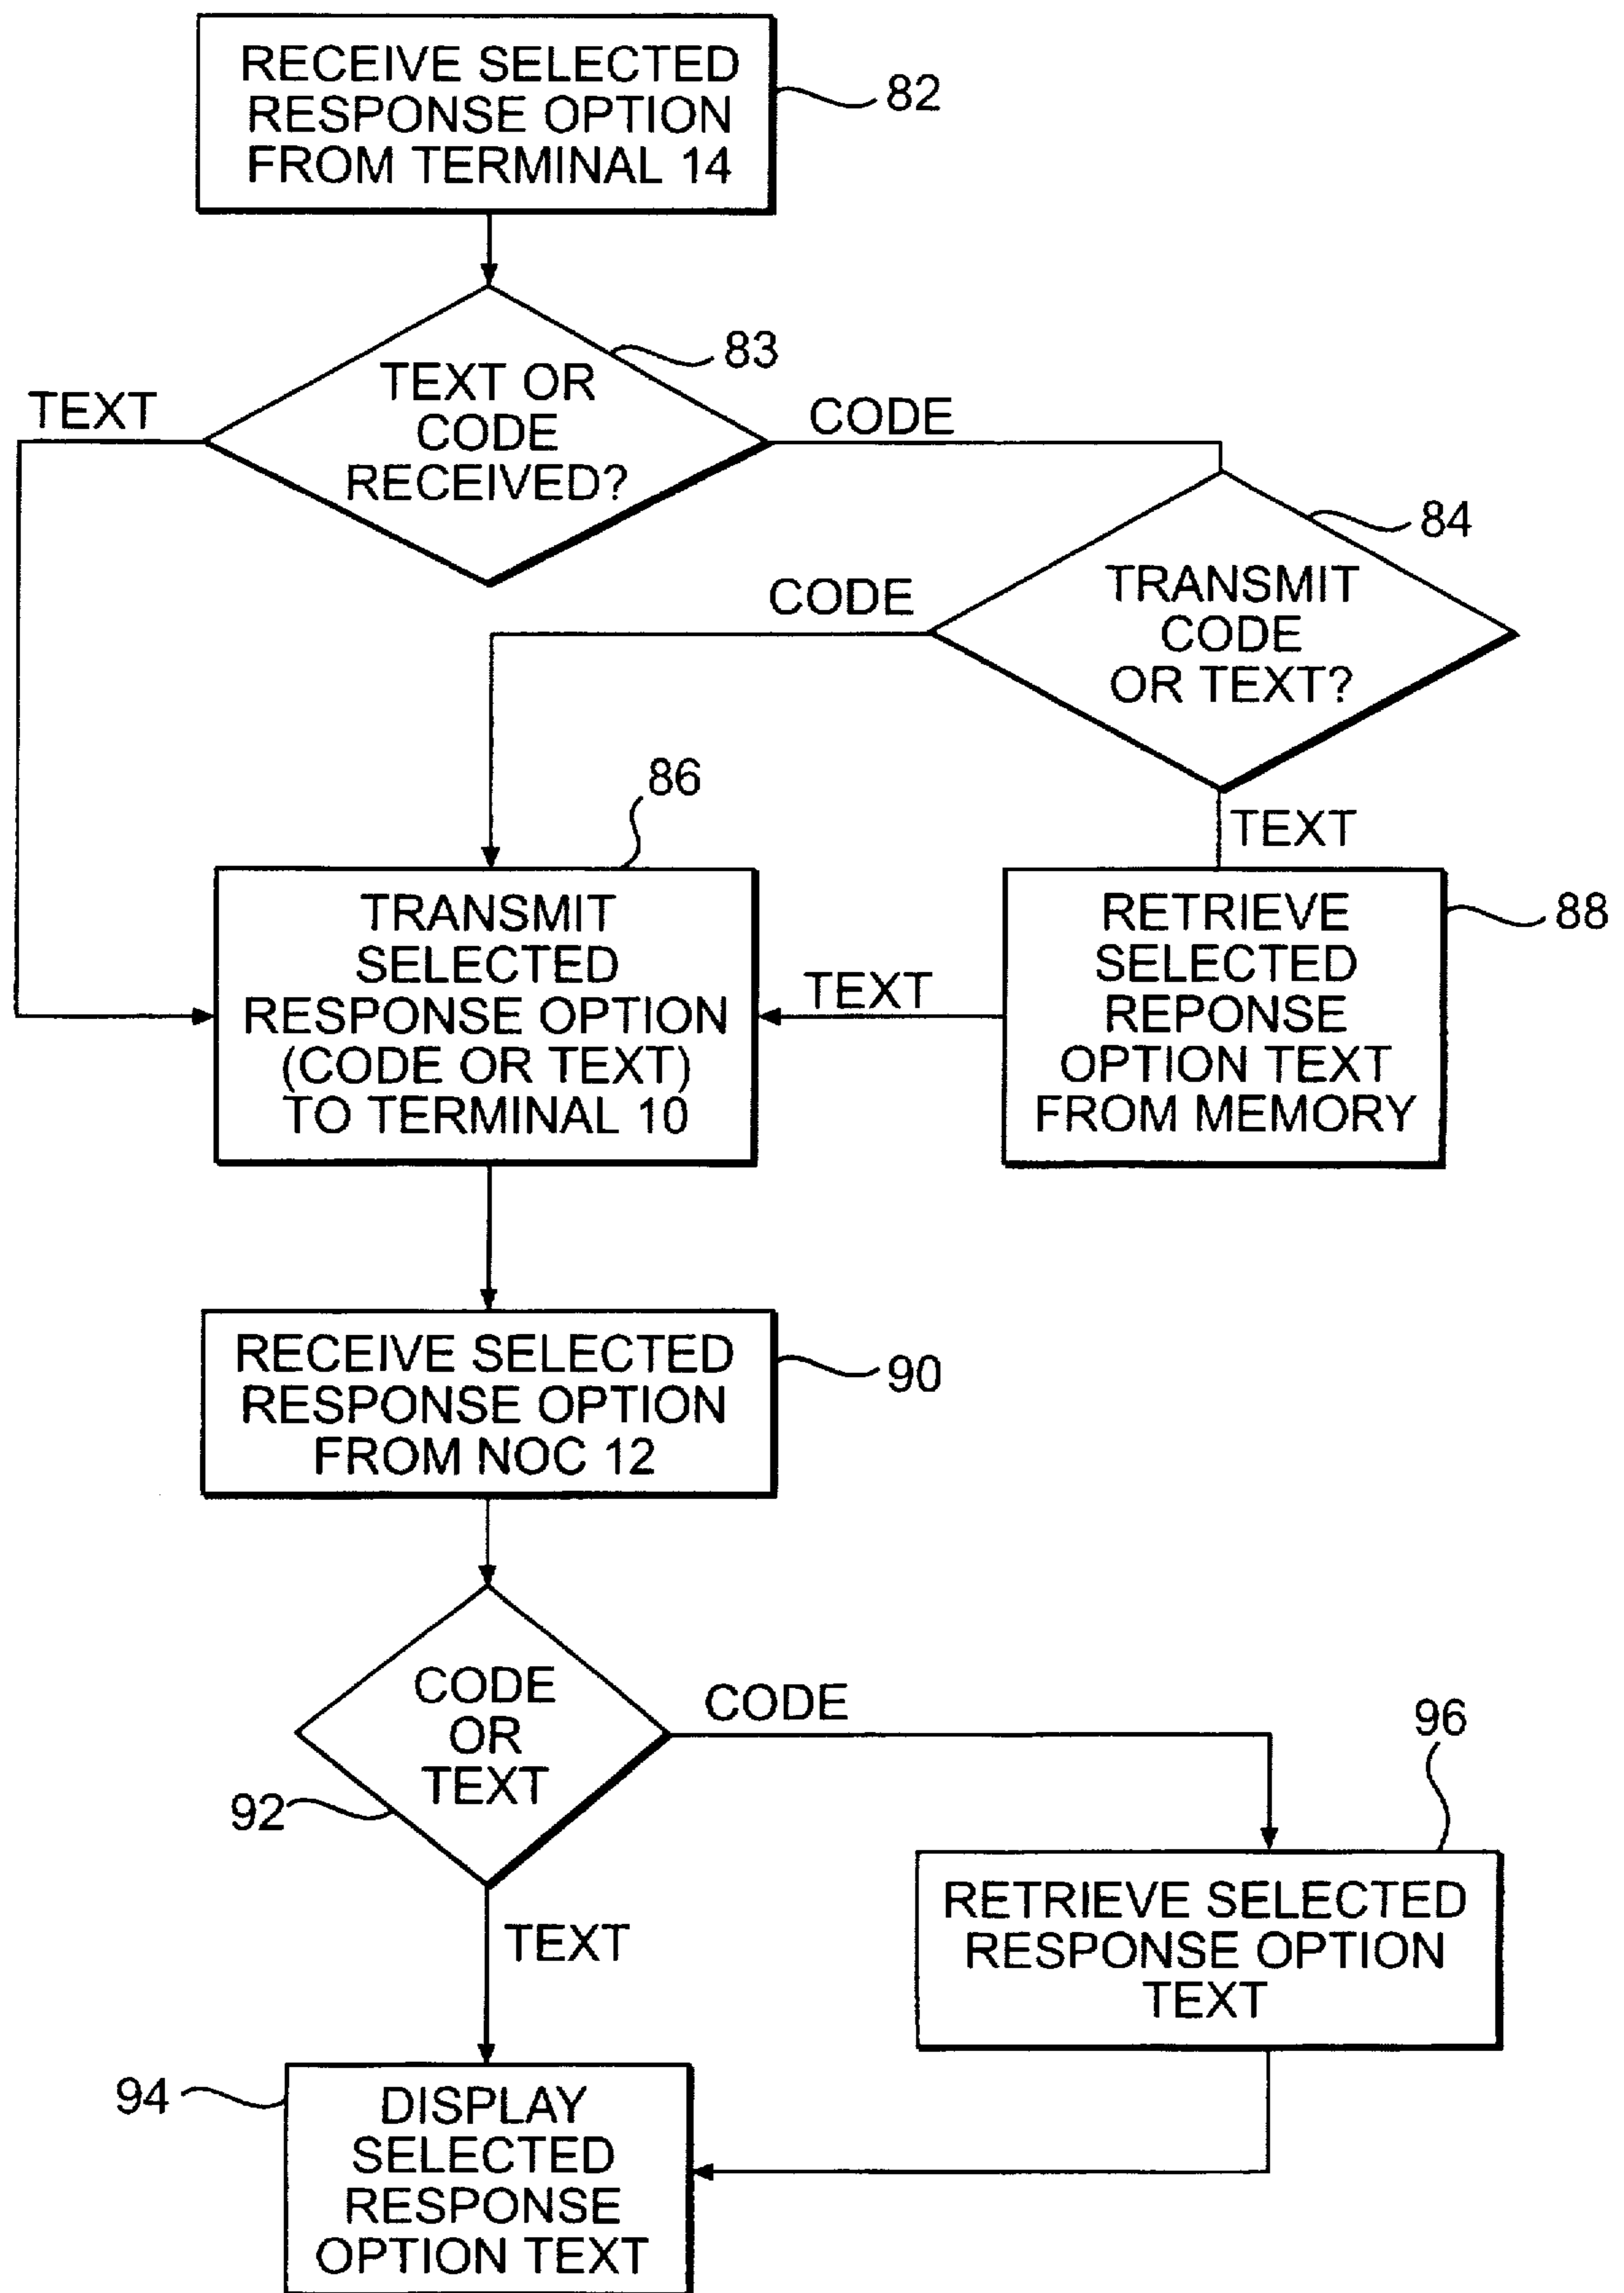 RECEIVE SELECTED
RESPONSE OPTION
FROM TERMINAL 14
82
TEXT OR
CODE
RECEIVED?
83
TEXT
CODE
84
TRANSMIT
CODE
OR TEXT?
CODE
TEXT
86
TRANSMIT
SELECTED
RESPONSE OPTION
(CODE OR TEXT)
TO TERMINAL 10
TEXT
RETRIEVE
SELECTED
REPONSE
OPTION TEXT
FROM MEMORY
88
RECEIVE SELECTED
RESPONSE OPTION
FROM NOC 12
90
CODE
OR
TEXT
92
CODE
TEXT
96
RETRIEVE SELECTED
RESPONSE OPTION
TEXT
94
DISPLAY
SELECTED
RESPONSE
OPTION TEXT